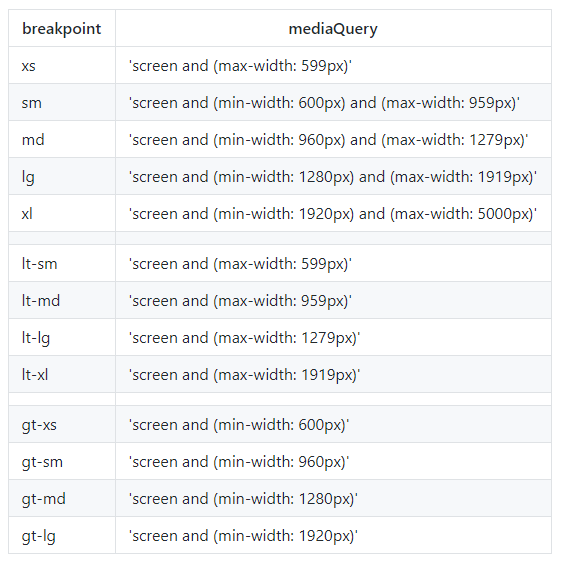 breakpoint mediaQuery
xs 'screen and (max-width: 599px)'
sm 'screen and (min-width: 600px) and (max-width: 959px)'
md 'screen and (min-width: 960px) and (max-width: 1279px)'
lg 'screen and (min-width: 1280px) and (max-width: 1919px)'
xl 'screen and (min-width: 1920px) and (max-width: 5000px)'
lt-sm 'screen and (max-width: 599px)'
lt-md 'screen and (max-width: 959px)'
lt-lg 'screen and (max-width: 1279px)'
lt-xl 'screen and (max-width: 1919px)'
gt-xs 'screen and (min-width: 600px)'
gt-sm 'screen and (min-width: 960px)'
gt-md 'screen and (min-width: 1280px)'
gt-lg 'screen and (min-width: 1920px)'